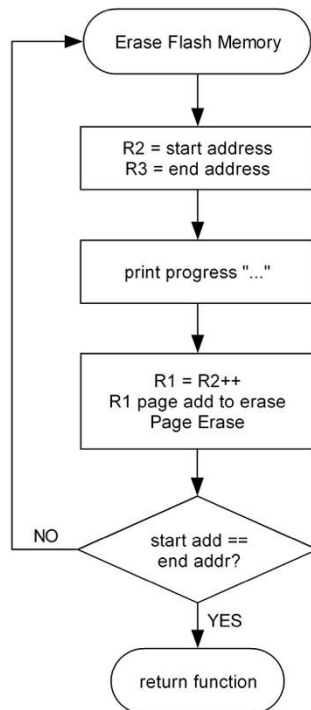 Erase Flash Memory
R2 = start address
R3 = end address
print progress "..."
R1 = R2++
R1 page add to erase
Page Erase
NO
start add ==
end addr?
YES
return function